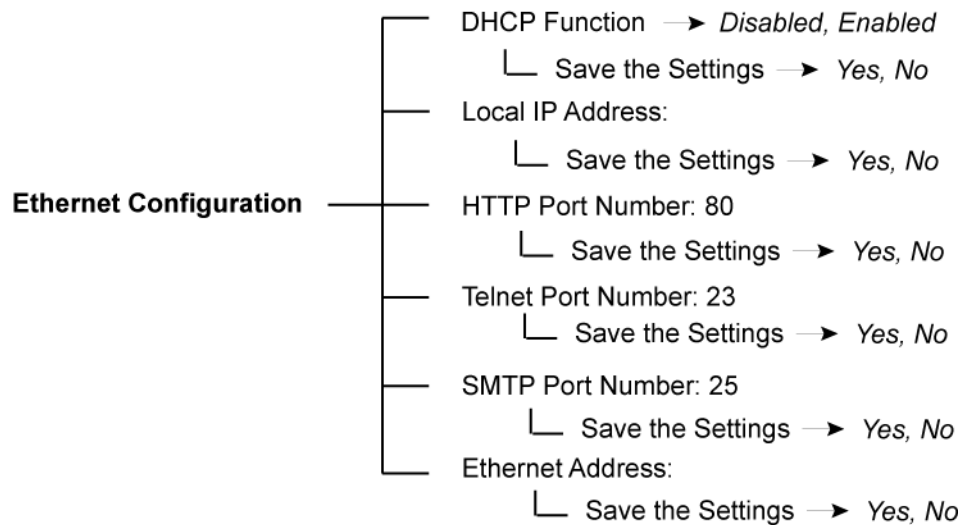 DHCP Function → Disabled, Enabled
Save the Settings → Yes, No
Local IP Address:
Save the Settings → Yes, No
Ethernet Configuration
HTTP Port Number: 80
Save the Settings → Yes, No
Telnet Port Number: 23
Save the Settings → Yes, No
SMTP Port Number: 25
Save the Settings → Yes, No
Ethernet Address:
Save the Settings → Yes, No